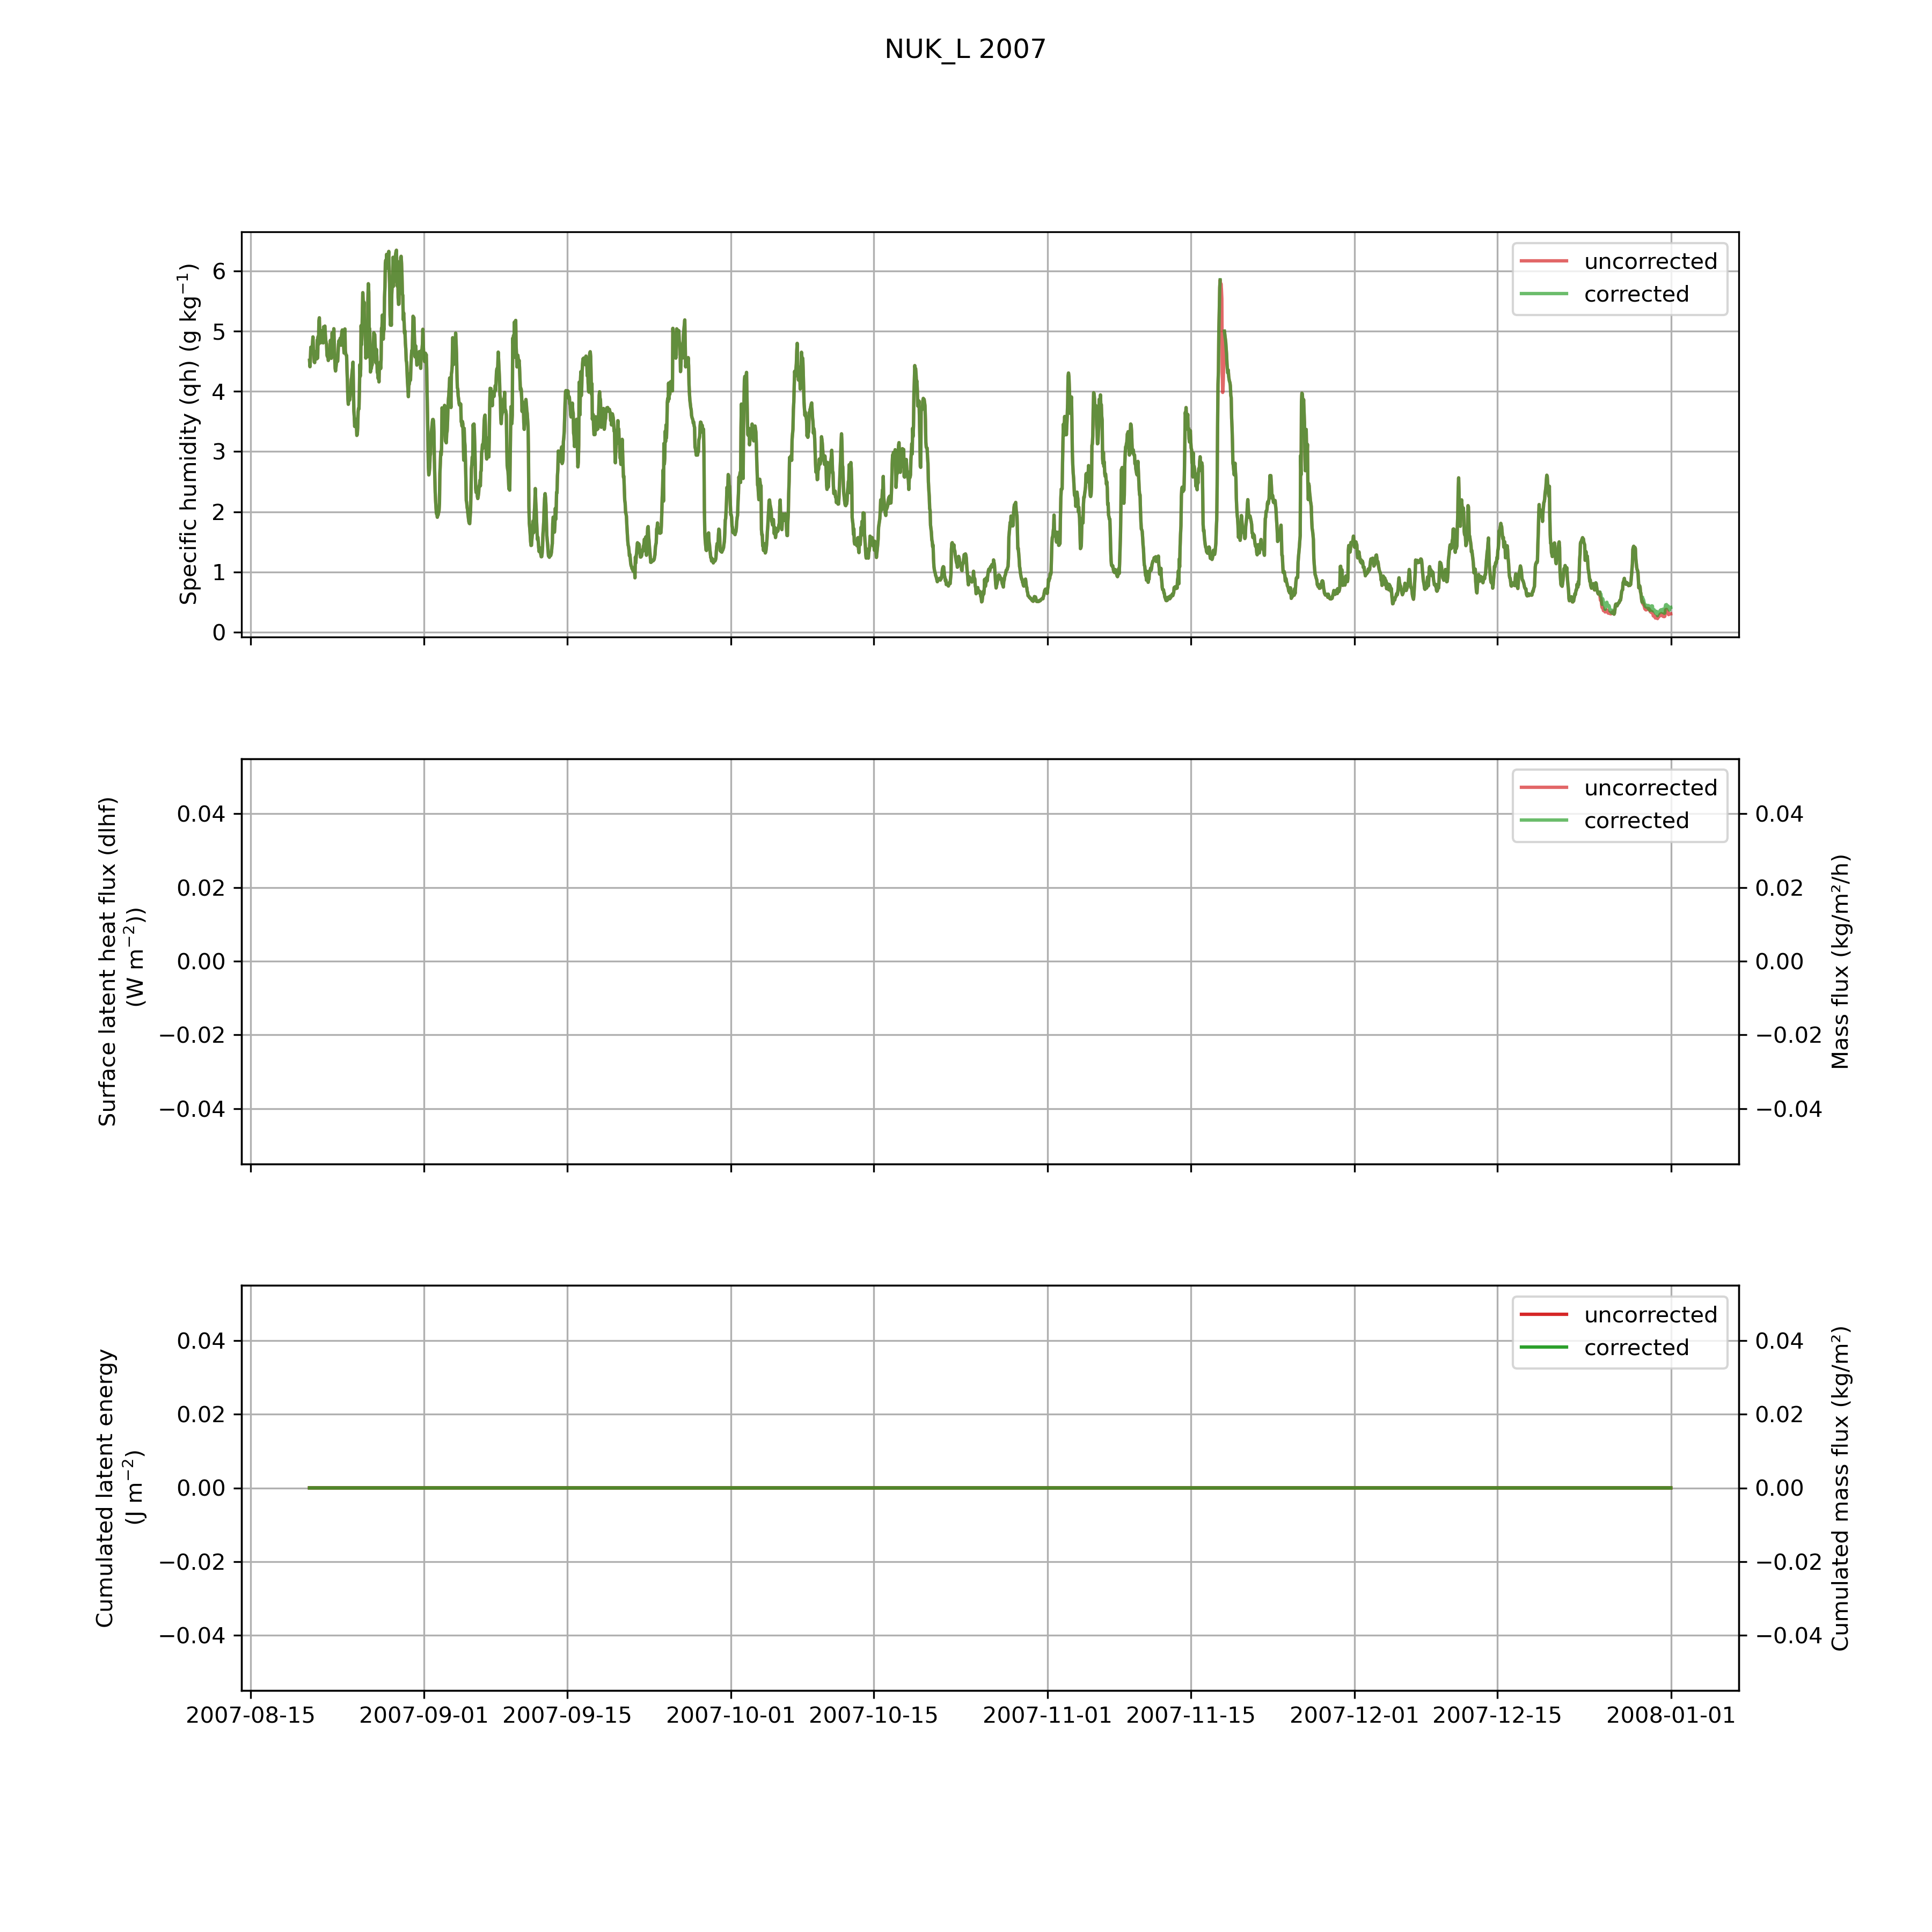 NUK_L 2007
Specific humidity (qh) (g kg⁻¹)
6
5
4
3
2
1
0
uncorrected
corrected
Surface latent heat flux (dlhf)
(W m⁻²))
0.04
0.02
0.00
−0.02
−0.04
uncorrected
corrected
0.04
0.02
0.00
−0.02
−0.04
Mass flux (kg/m²/h)
Cumulated latent energy
(J m⁻²)
0.04
0.02
0.00
−0.02
−0.04
uncorrected
corrected
0.04
0.02
0.00
−0.02
−0.04
Cumulated mass flux (kg/m²)
2007-08-15 2007-09-01 2007-09-15 2007-10-01 2007-10-15 2007-11-01 2007-11-15 2007-12-01 2007-12-15 2008-01-01